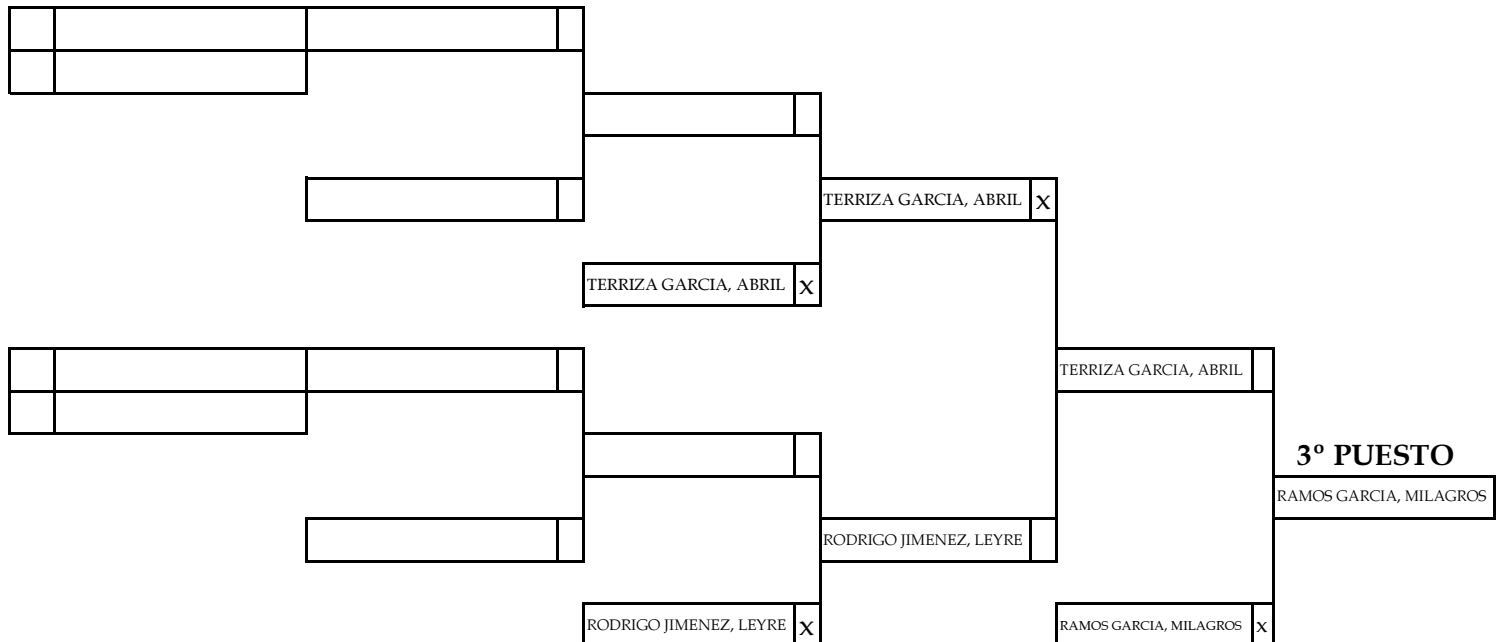 TERRIZA GARCIA, ABRIL x
TERRIZA GARCIA, ABRIL x
TERRIZA GARCIA, ABRIL
3º PUESTO
RAMOS GARCIA, MILAGROS
RODRIGO JIMENEZ, LEYRE
RODRIGO JIMENEZ, LEYRE x
RAMOS GARCIA, MILAGROS x